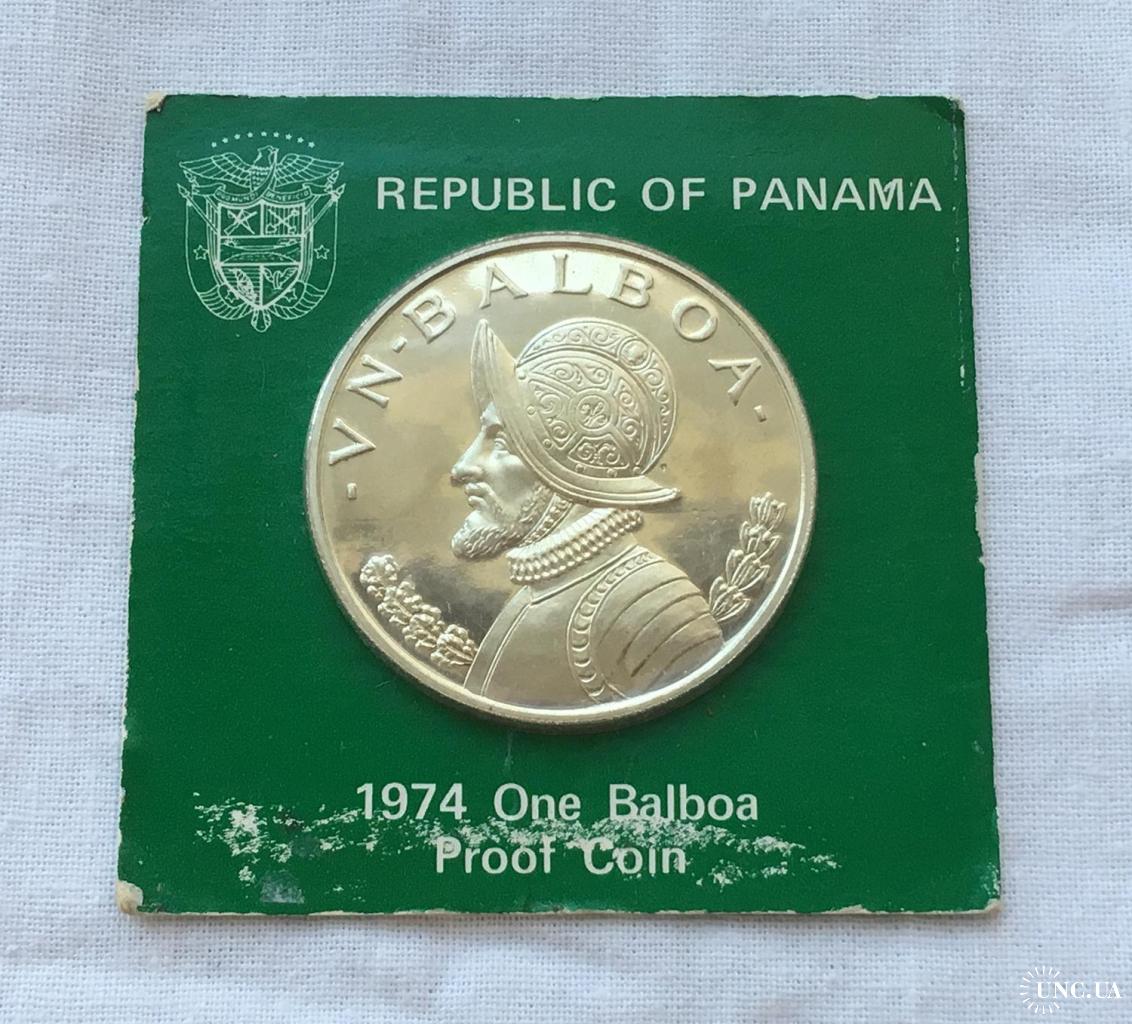 REPUBLIC OF PANAMA
- VN - BALBOA -
1974 One Balboa
Proof Coin
UNC.UA